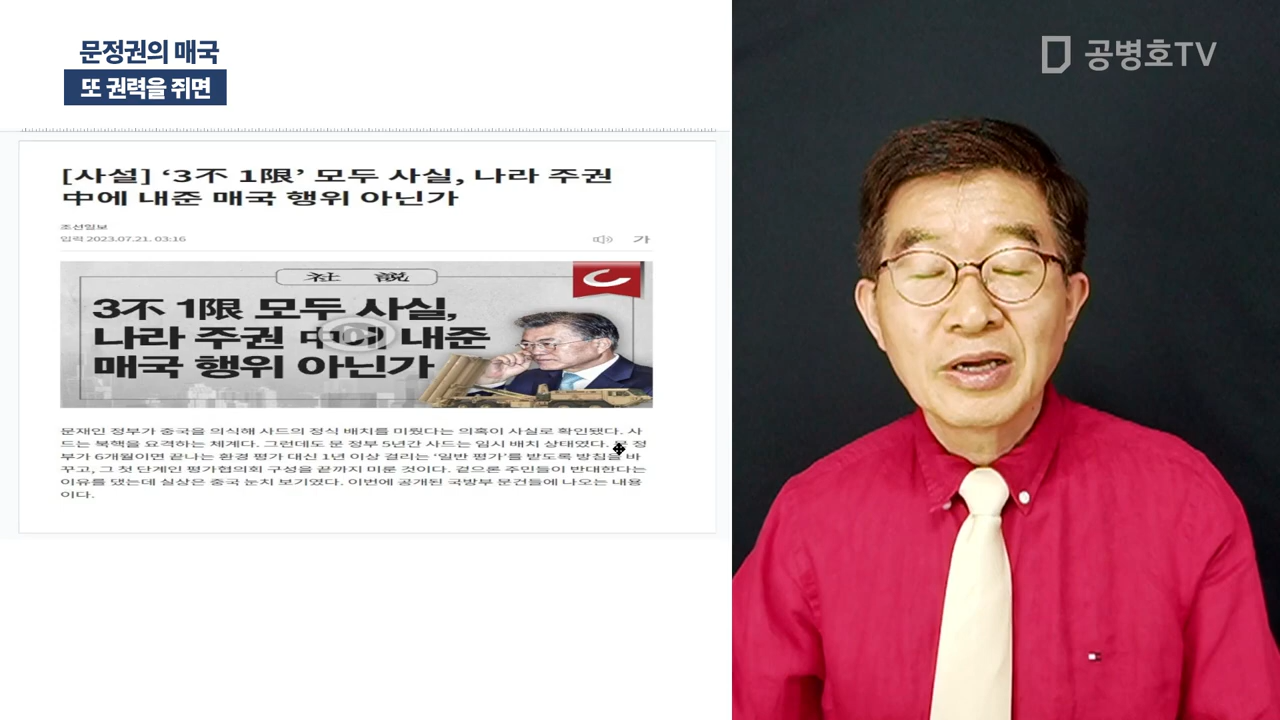 문정권의 매국
또 권력을 쥐면
공병호TV
[사설] ‘3不 1限’ 모두 사실, 나라 주권
中에 내준 매국 행위 아닌가
조선일보
입력 2023.07.21. 03:16
가
社 説
3不 1限 모두 사실,
나라 주권 中에 내준
매국 행위 아닌가
문재인 정부가 중국을 의식해 사드의 정식 배치를 미뤘다는 의혹이 사실로 확인됐다. 사
드는 북핵을 요격하는 체계다. 그런데도 문 정부 5년간 사드는 임시 배치 상태였다. 문 정
부가 6개월이면 끝나는 환경 평가 대신 1년 이상 걸리는 ‘일반 평가’를 받도록 방침을 바
꾸고, 그 첫 단계인 평가협의회 구성을 끝까지 미룬 것이다. 겉으론 주민들이 반대한다는
이유를 댔는데 실상은 중국 눈치 보기였다. 이번에 공개된 국방부 문건들에 나오는 내용
이다.